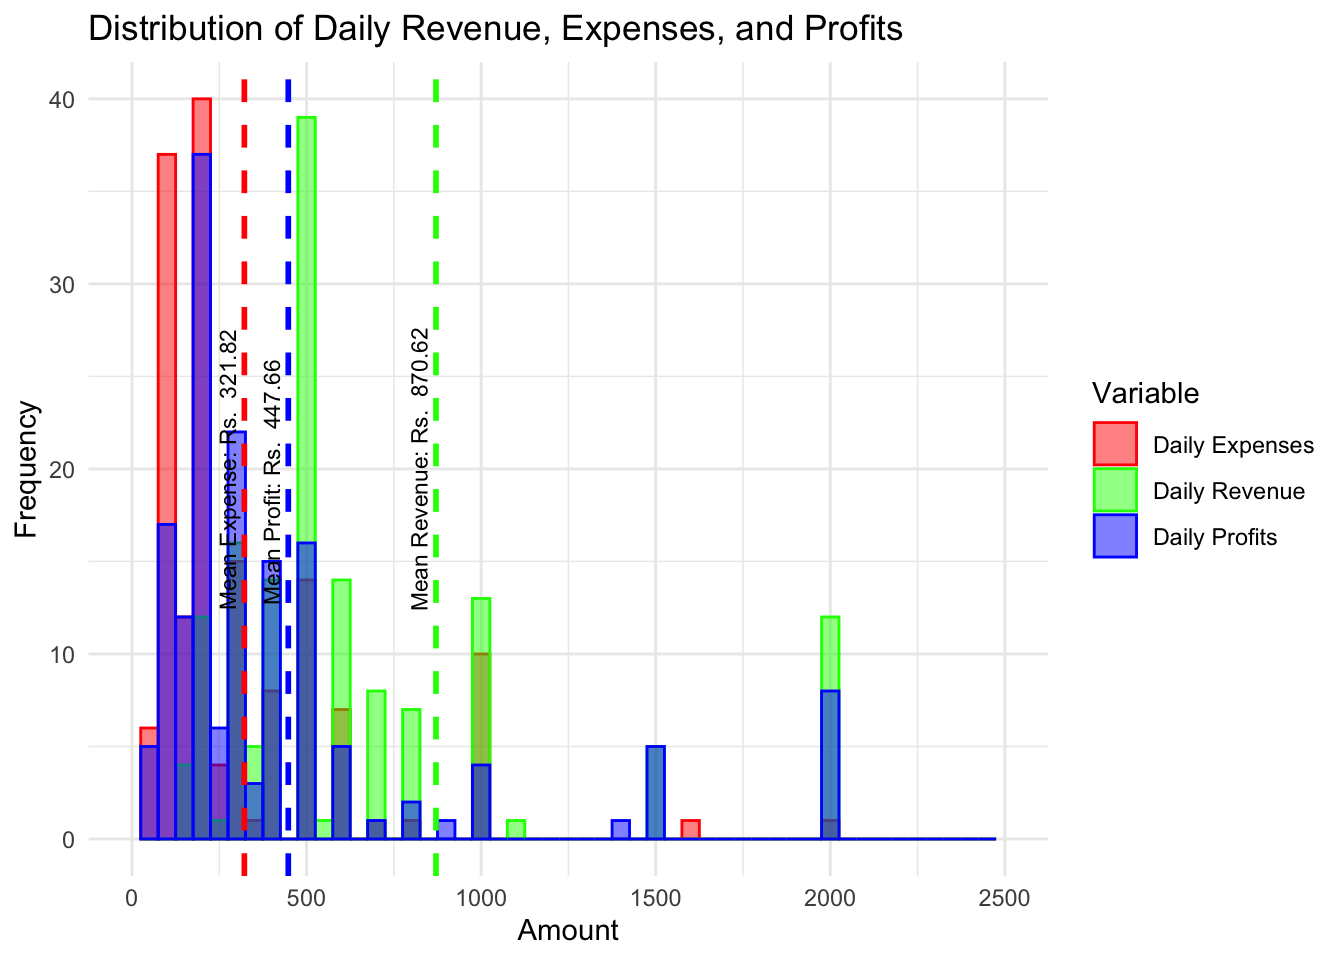 Distribution of Daily Revenue, Expenses, and Profits
Frequency
40
30
20
10
0
Mean Expense: Rs. 321.82
Mean Profit: Rs. 447.66
Mean Revenue: Rs. 870.62
0
500
1000
1500
2000
2500
Amount
Variable
Daily Expenses
Daily Revenue
Daily Profits